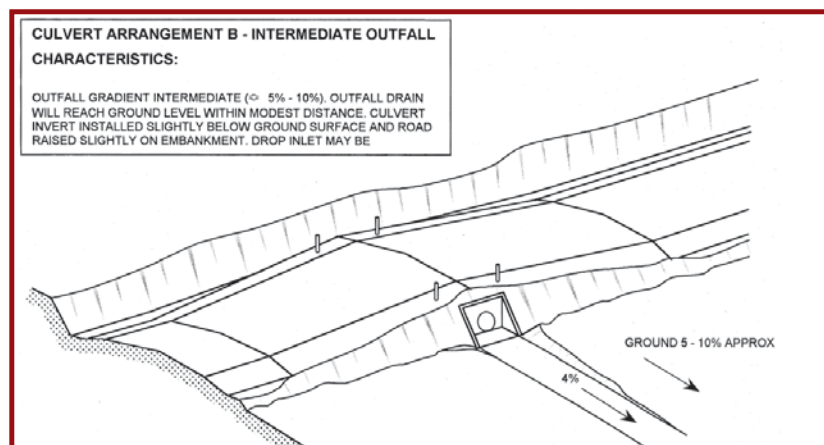 CULVERT ARRANGEMENT B - INTERMEDIATE OUTFALL
CHARACTERISTICS:
OUTFALL GRADIENT INTERMEDIATE (<> 5% - 10%). OUTFALL DRAIN
WILL REACH GROUND LEVEL WITHIN MODEST DISTANCE. CULVERT
INVERT INSTALLED SLIGHTLY BELOW GROUND SURFACE AND ROAD
RAISED SLIGHTLY ON EMBANKMENT. DROP INLET MAY BE
GROUND 5 - 10% APPROX
4%